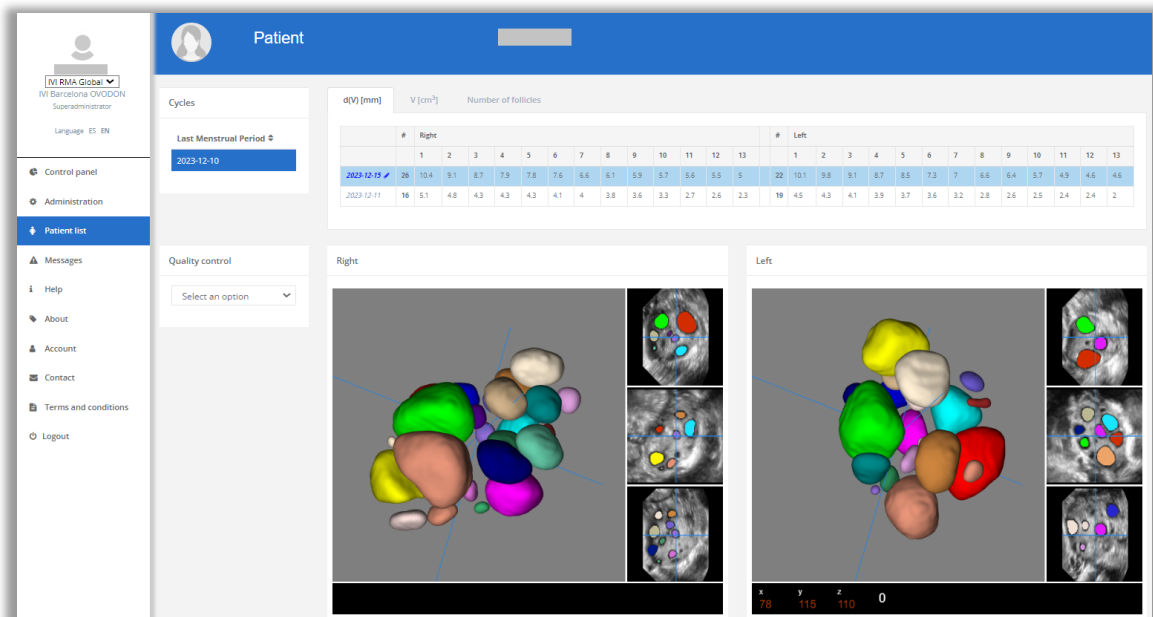 Patient
IVI RMA Global
IVI Barcelona OVODON
Superadministrator
Language ES EN
Control panel
Administration
Patient list
Messages
Help
About
Account
Contact
Terms and conditions
Logout
Cycles
Last Menstrual Period
2023-12-10
Quality control
Select an option
d(V) [mm] V [cm³] Number of follicles
# Right # Left
1 2 3 4 5 6 7 8 9 10 11 12 13 1 2 3 4 5 6 7 8 9 10 11 12 13
2023-12-15 26 10.4 9.1 8.7 7.9 7.8 7.6 6.6 6.1 5.9 5.7 5.6 5.5 5 22 10.1 9.8 9.1 8.7 8.5 7.3 7 6.6 6.4 5.7 4.9 4.6 4.6
2023-12-11 16 5.1 4.8 4.3 4.3 4.3 4.1 4 3.8 3.6 3.3 2.7 2.6 2.3 19 4.5 4.3 4.1 3.9 3.7 3.6 3.2 2.8 2.6 2.5 2.4 2.4 2
Right
Left
x y z
78 115 110 0